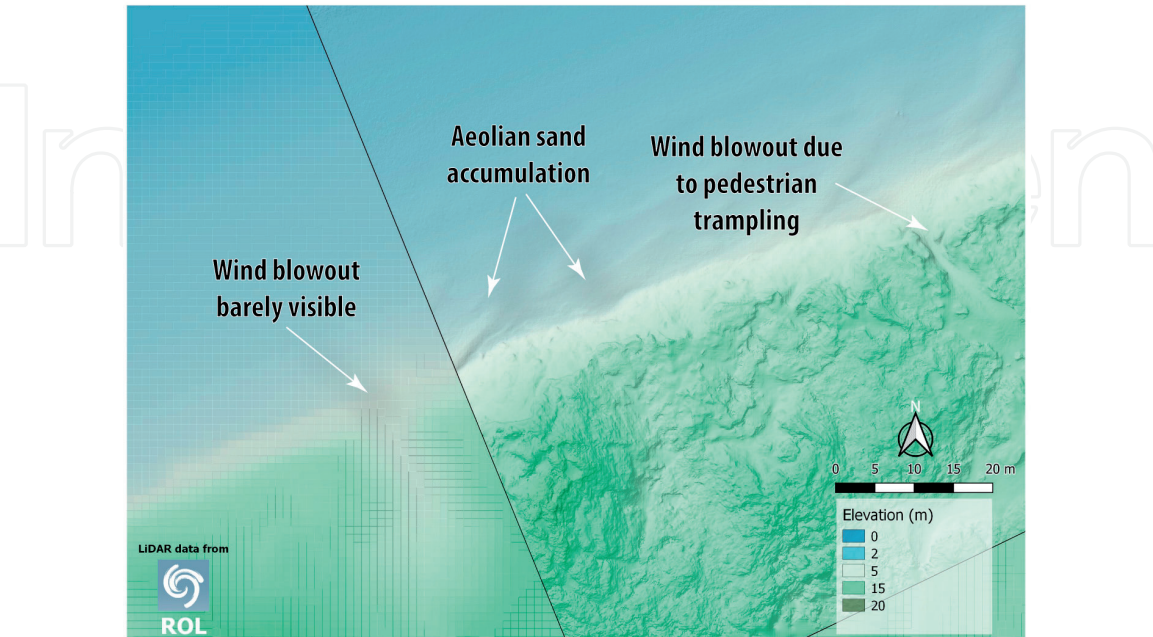 Aeolian sand
accumulation
Wind blowout due
to pedestrian
trampling
Wind blowout
barely visible
N
0 5 10 15 20 m
Elevation (m)
0
2
5
15
20
LiDAR data from
ROL